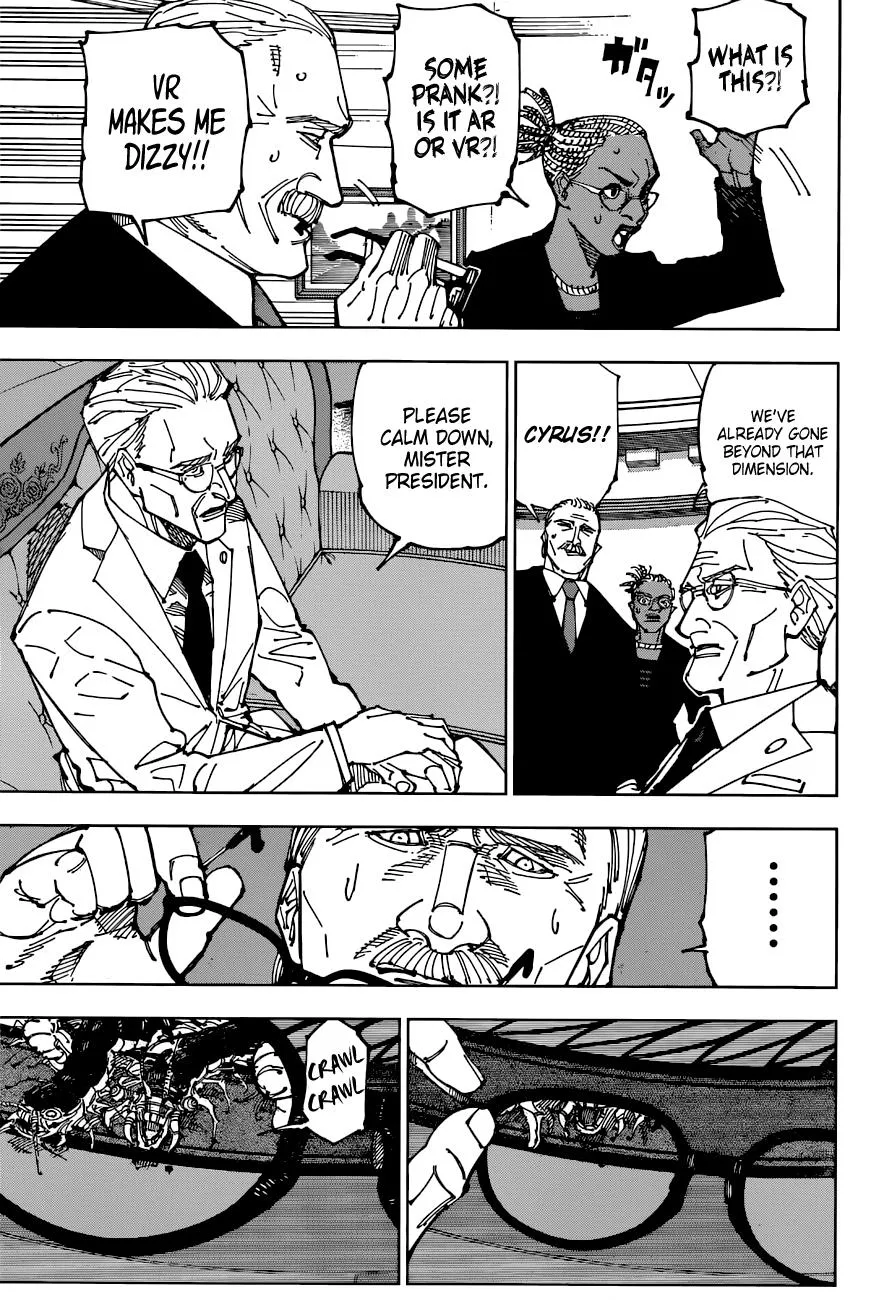 WHAT IS
THIS?!
ガタッ
SOME
PRANK?!
IS IT AR
OR VR?!
VR
MAKES ME
DIZZY!!
WE'VE
ALREADY GONE
BEYOND THAT
DIMENSION.
CYRUS!!
PLEASE
CALM DOWN,
MISTER
PRESIDENT.
......
CRAWL
CRAWL